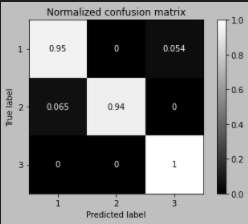 Normalized confusion matrix
1.0
1 0.95 0 0.054
0.8
0.6
True label
2 0.065 0.94 0
0.4
0.2
3 0 0 1
0.0
1 2 3
Predicted label